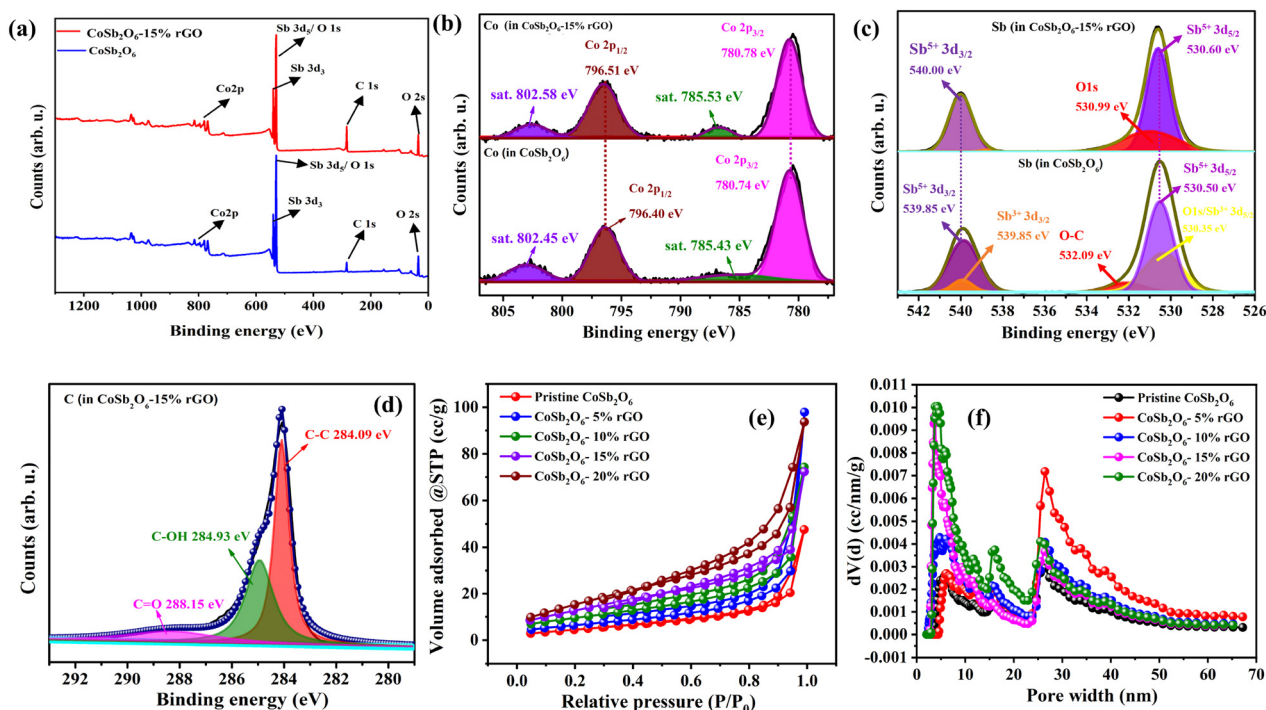 (a)
CoSb₂O₆-15% rGO
CoSb₂O₆
Sb 3d₅/ O 1s
Sb 3d₃
Co2p
C 1s
O 2s
Sb 3d₅/ O 1s
Sb 3d₃
Co2p
C 1s
O 2s
Counts (arb. u.)
1200 1000 800 600 400 200 0
Binding energy (eV)
(b)
Co (in CoSb₂O₆-15% rGO)
Co 2p₃/₂
780.78 eV
Co 2p₁/₂
796.51 eV
sat. 802.58 eV
sat. 785.53 eV
Co (in CoSb₂O₆)
Co 2p₃/₂
780.74 eV
Co 2p₁/₂
796.40 eV
sat. 802.45 eV
sat. 785.43 eV
Counts (arb. u.)
805 800 795 790 785 780
Binding energy (eV)
(c)
Sb (in CoSb₂O₆-15% rGO)
Sb⁵⁺ 3d₅/₂
530.60 eV
Sb⁵⁺ 3d₃/₂
540.00 eV
O1s
530.99 eV
Sb (in CoSb₂O₆)
Sb⁵⁺ 3d₅/₂
530.50 eV
Sb⁵⁺ 3d₃/₂
539.85 eV
Sb³⁺ 3d₃/₂
539.85 eV
O-C
532.09 eV
O1s/Sb³⁺ 3d₅/₂
530.35 eV
Counts (arb. u.)
542 540 538 536 534 532 530 528 526
Binding energy (eV)
C (in CoSb₂O₆-15% rGO)
(d)
C-C 284.09 eV
C-OH 284.93 eV
C=O 288.15 eV
Counts (arb. u.)
292 290 288 286 284 282 280
Binding energy (eV)
(e)
Pristine CoSb₂O₆
CoSb₂O₆- 5% rGO
CoSb₂O₆- 10% rGO
CoSb₂O₆- 15% rGO
CoSb₂O₆- 20% rGO
Volume adsorbed @STP (cc/g)
100
80
60
40
20
0
0.0 0.2 0.4 0.6 0.8 1.0
Relative pressure (P/P₀)
(f)
Pristine CoSb₂O₆
CoSb₂O₆- 5% rGO
CoSb₂O₆- 10% rGO
CoSb₂O₆- 15% rGO
CoSb₂O₆-20% rGO
dV(d) (cc/nm/g)
0.011
0.010
0.009
0.008
0.007
0.006
0.005
0.004
0.003
0.002
0.001
0.000
-0.001
0 10 20 30 40 50 60 70
Pore width (nm)